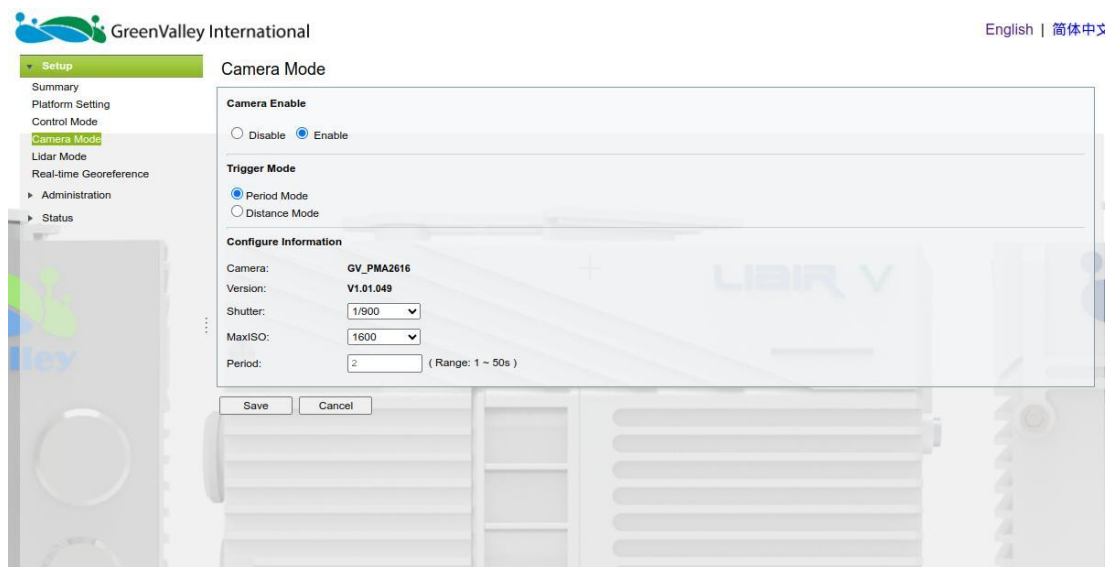 GreenValley International
English | 简体中文
Setup
Summary
Platform Setting
Control Mode
Camera Mode
Lidar Mode
Real-time Georeference
Administration
Status
Camera Mode
Camera Enable
Disable Enable
Trigger Mode
Period Mode
Distance Mode
Configure Information
Camera: GV_PMA2616
Version: V1.01.049
Shutter: 1/900
MaxISO: 1600
Period: 2 ( Range: 1 ~ 50s )
Save Cancel
LIAIR V
lley